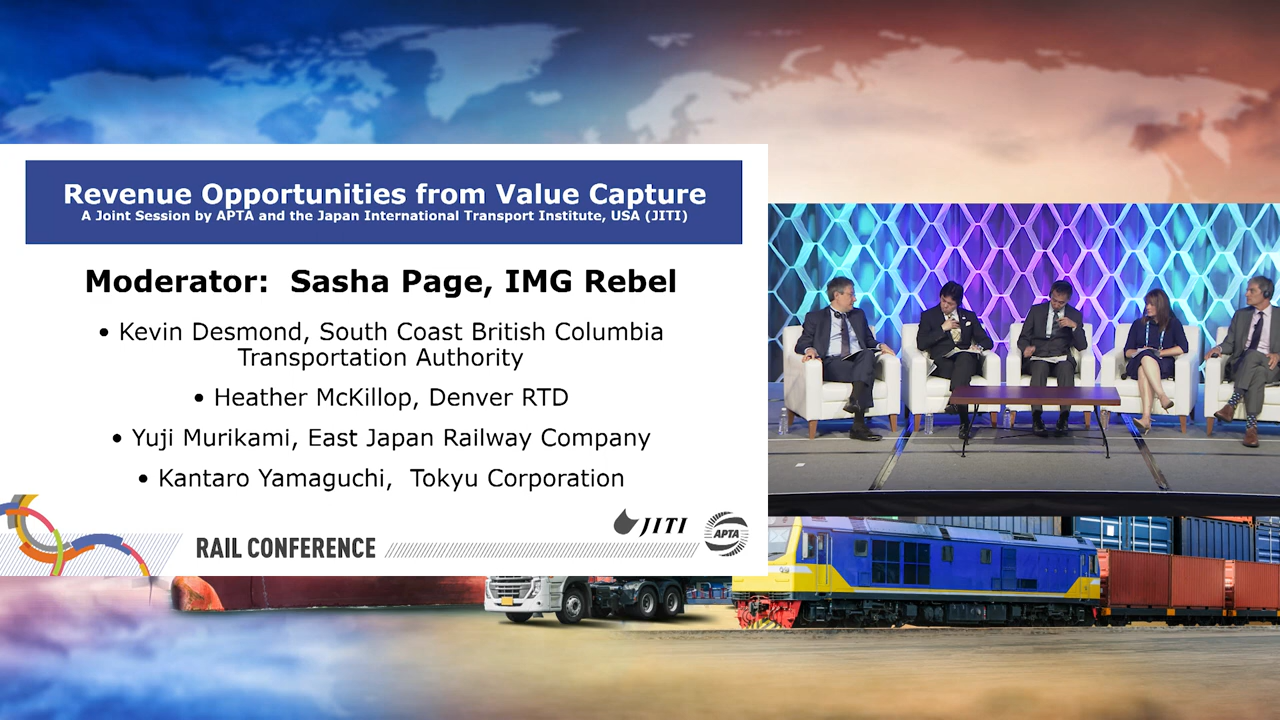 Revenue Opportunities from Value Capture
A Joint Session by APTA and the Japan International Transport Institute, USA (JITI)
Moderator:  Sasha Page, IMG Rebel
• Kevin Desmond, South Coast British Columbia
Transportation Authority
• Heather McKillop, Denver RTD
• Yuji Murikami, East Japan Railway Company
• Kantaro Yamaguchi,  Tokyu Corporation
RAIL CONFERENCE
JITI
APTA